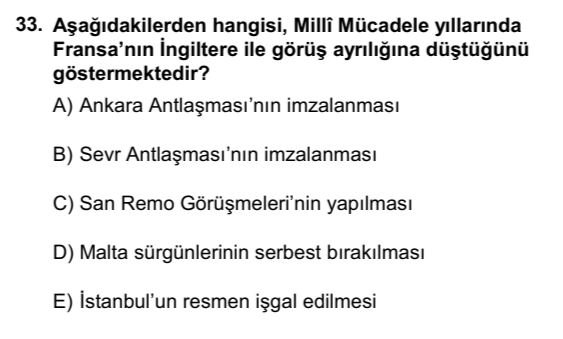 33. Aşağıdakilerden hangisi, Millî Mücadele yıllarında
Fransa’nın İngiltere ile görüş ayrılığına düştüğünü
göstermektedir?
A) Ankara Antlaşması’nın imzalanması
B) Sevr Antlaşması’nın imzalanması
C) San Remo Görüşmeleri’nin yapılması
D) Malta sürgünlerinin serbest bırakılması
E) İstanbul’un resmen işgal edilmesi